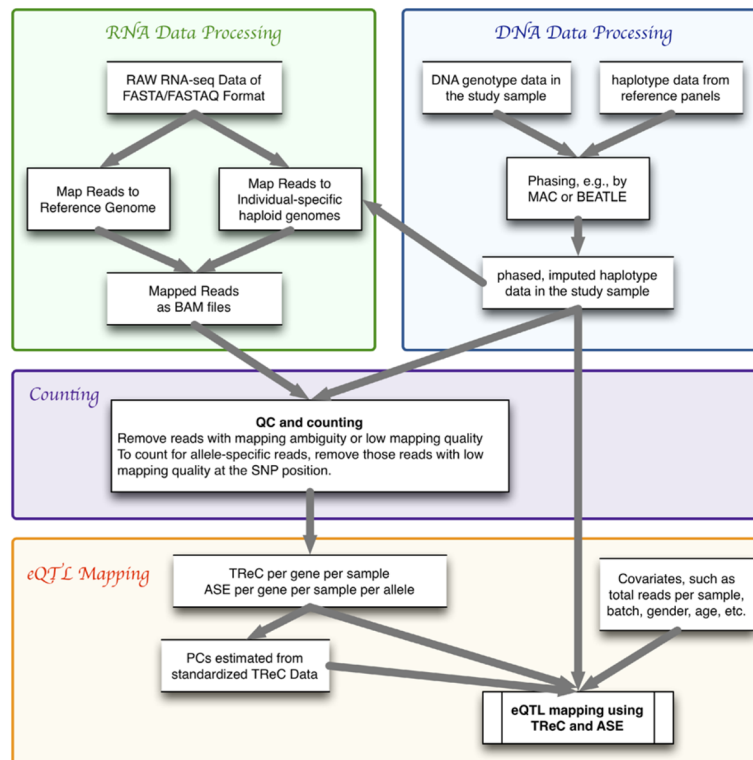 RNA Data Processing
RAW RNA-seq Data of
FASTA/FASTAQ Format
Map Reads to
Reference Genome
Map Reads to
Individual-specific
haploid genomes
Mapped Reads
as BAM files
DNA Data Processing
DNA genotype data in
the study sample
haplotype data from
reference panels
Phasing, e.g., by
MAC or BEATLE
phased, imputed haplotype
data in the study sample
Counting
QC and counting
Remove reads with mapping ambiguity or low mapping quality
To count for allele-specific reads, remove those reads with low
mapping quality at the SNP position.
eQTL Mapping
TReC per gene per sample
ASE per gene per sample per allele
Covariates, such as
total reads per sample,
batch, gender, age, etc.
PCs estimated from
standardized TReC Data
eQTL mapping using
TReC and ASE